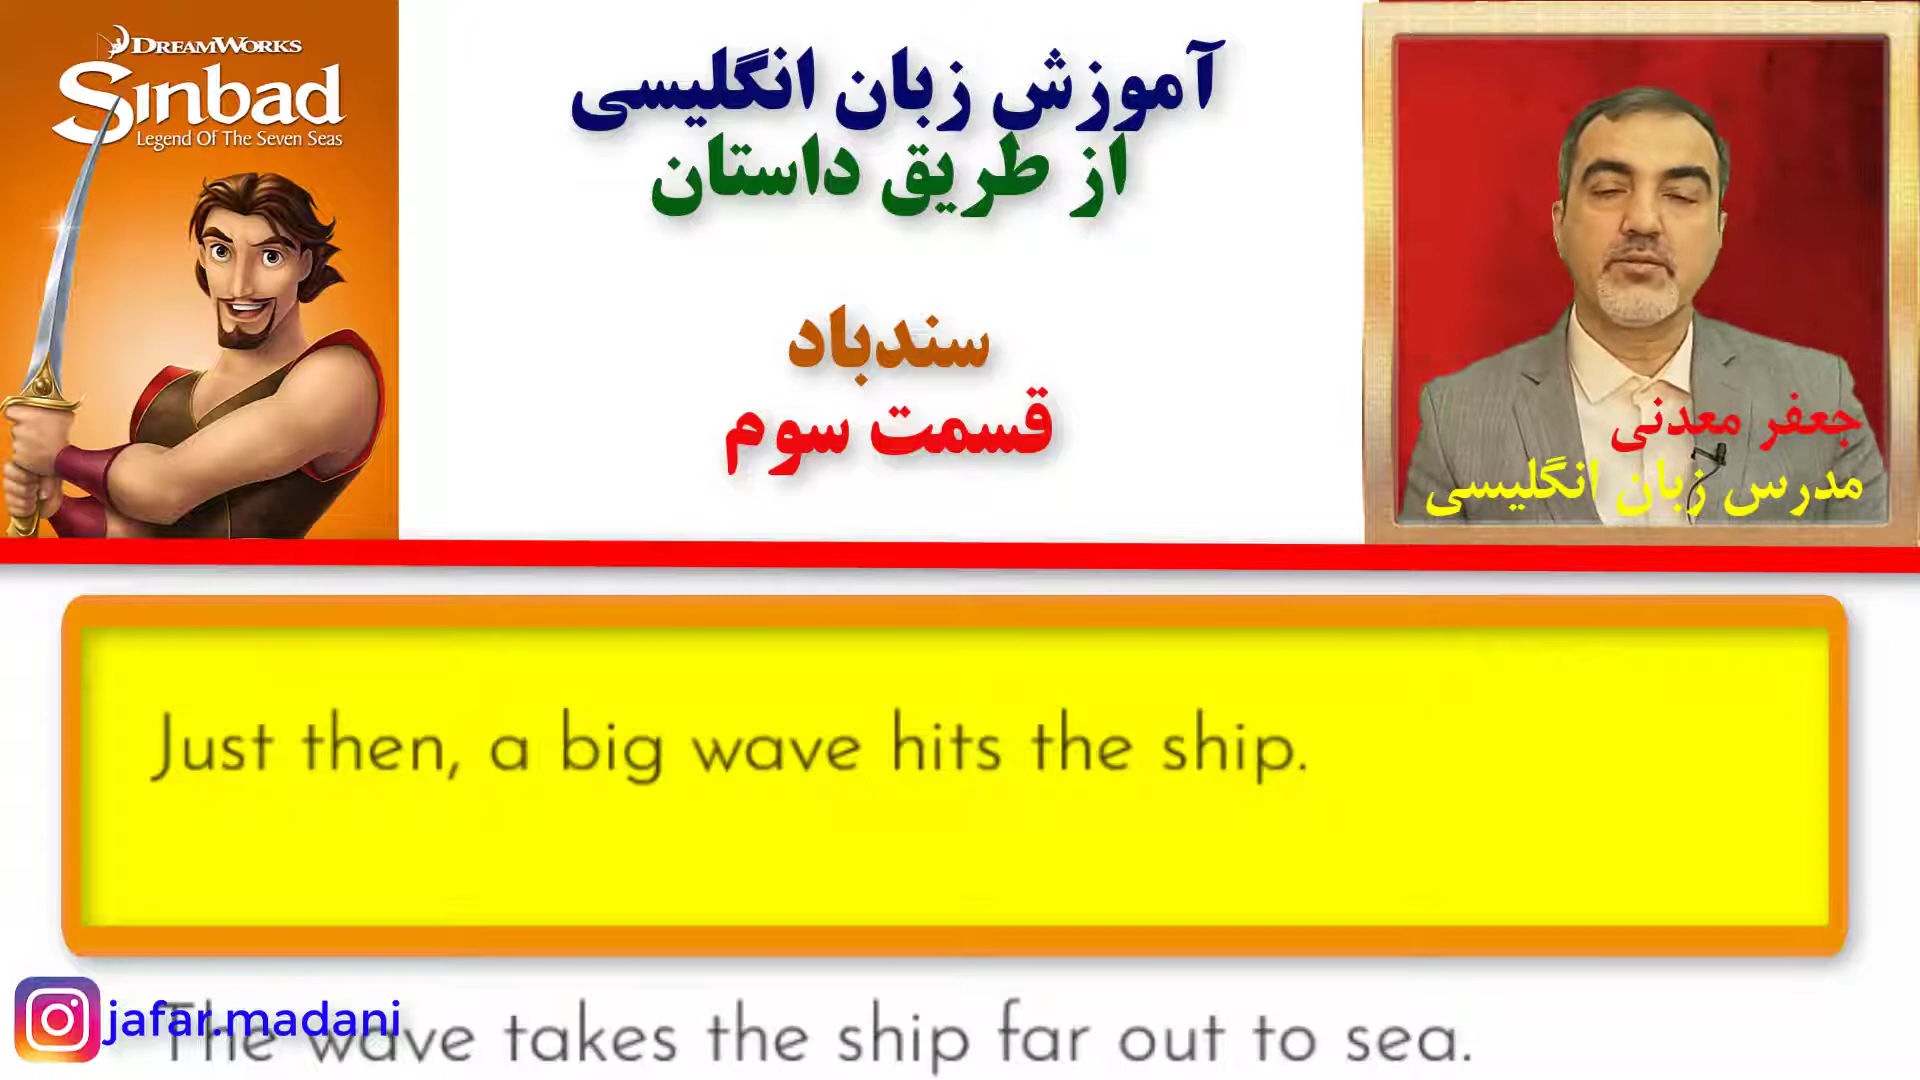 DREAMWORKS
Sinbad
Legend Of The Seven Seas
آموزش زبان انگلیسی
از طریق داستان
سندباد
قسمت سوم
جعفر معدنی
مدرس زبان انگلیسی
Just then, a big wave hits the ship.
jafar.madani
The wave takes the ship far out to sea.